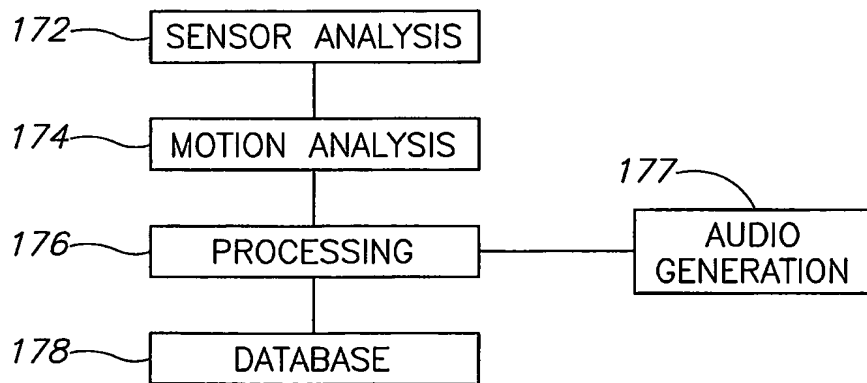 172 SENSOR ANALYSIS
174 MOTION ANALYSIS
177
176 PROCESSING
AUDIO
GENERATION
178 DATABASE